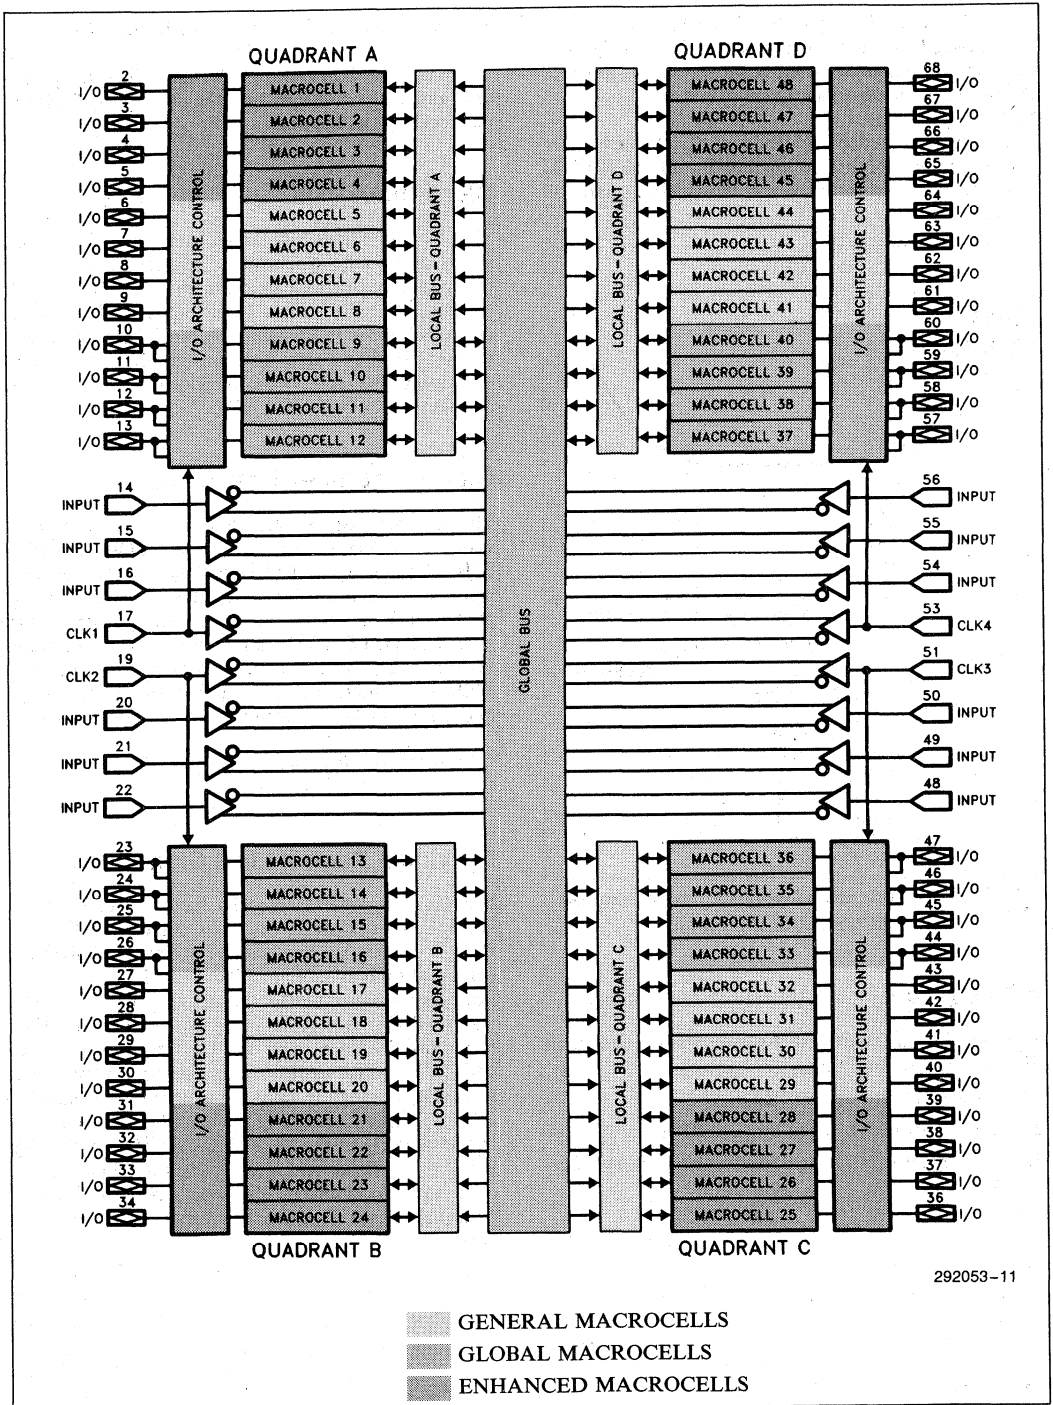 QUADRANT A QUADRANT D
2 68
I/O MACROCELL 1 MACROCELL 48 I/O
3 67
I/O MACROCELL 2 MACROCELL 47 I/O
4 66
I/O MACROCELL 3 MACROCELL 46 I/O
5 65
I/O MACROCELL 4 MACROCELL 45 I/O
6 64
I/O MACROCELL 5 MACROCELL 44 I/O
7 63
I/O MACROCELL 6 MACROCELL 43 I/O
8 62
I/O MACROCELL 7 MACROCELL 42 I/O
9 61
I/O MACROCELL 8 MACROCELL 41 I/O
10 60
I/O MACROCELL 9 MACROCELL 40 I/O
11 59
I/O MACROCELL 10 MACROCELL 39 I/O
12 58
I/O MACROCELL 11 MACROCELL 38 I/O
13 57
I/O MACROCELL 12 MACROCELL 37 I/O
I/O ARCHITECTURE CONTROL
LOCAL BUS-QUADRANT A
LOCAL BUS-QUADRANT D
I/O ARCHITECTURE CONTROL
14 56
INPUT INPUT
15 55
INPUT INPUT
16 54
INPUT INPUT
17 53
CLK1 CLK4
GLOBAL BUS
19 51
CLK2 CLK3
20 50
INPUT INPUT
21 49
INPUT INPUT
22 48
INPUT INPUT
23 47
I/O MACROCELL 13 MACROCELL 36 I/O
24 46
I/O MACROCELL 14 MACROCELL 35 I/O
25 45
I/O MACROCELL 15 MACROCELL 34 I/O
26 44
I/O MACROCELL 16 MACROCELL 33 I/O
27 43
I/O MACROCELL 17 MACROCELL 32 I/O
28 42
I/O MACROCELL 18 MACROCELL 31 I/O
29 41
I/O MACROCELL 19 MACROCELL 30 I/O
30 40
I/O MACROCELL 20 MACROCELL 29 I/O
31 39
I/O MACROCELL 21 MACROCELL 28 I/O
32 38
I/O MACROCELL 22 MACROCELL 27 I/O
33 37
I/O MACROCELL 23 MACROCELL 26 I/O
34 36
I/O MACROCELL 24 MACROCELL 25 I/O
I/O ARCHITECTURE CONTROL
LOCAL BUS-QUADRANT B
LOCAL BUS-QUADRANT C
I/O ARCHITECTURE CONTROL
QUADRANT B QUADRANT C
292053-11
GENERAL MACROCELLS
GLOBAL MACROCELLS
ENHANCED MACROCELLS